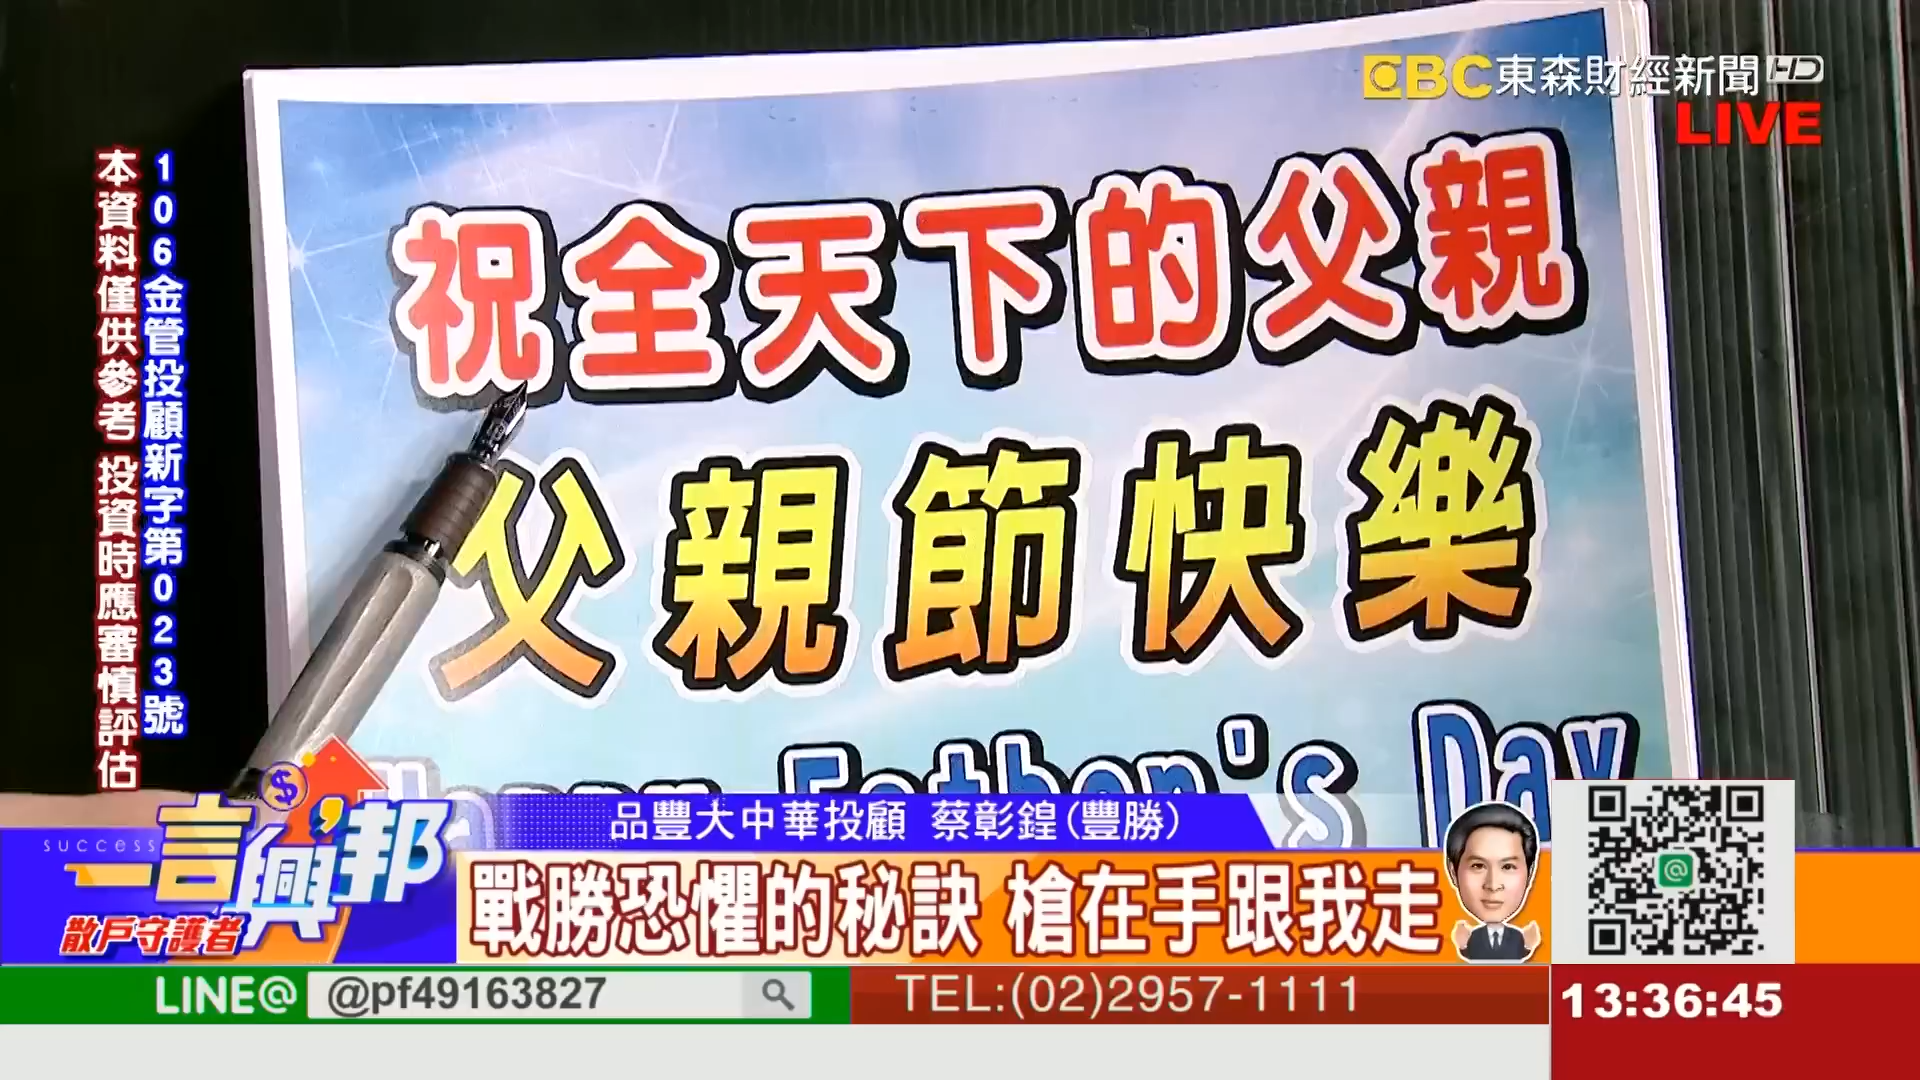 EBC東森財經新聞HD
LIVE
106金管投顧新字第023號
本資料僅供參考 投資時應審慎評估
祝全天下的父親
父親節快樂
Happy Father's Day
success
一言興邦
散戶守護者
品豐大中華投顧 蔡彰鍠(豐勝)
戰勝恐懼的秘訣 槍在手跟我走
LINE@ @pf49163827
TEL:(02)2957-1111
13:36:45